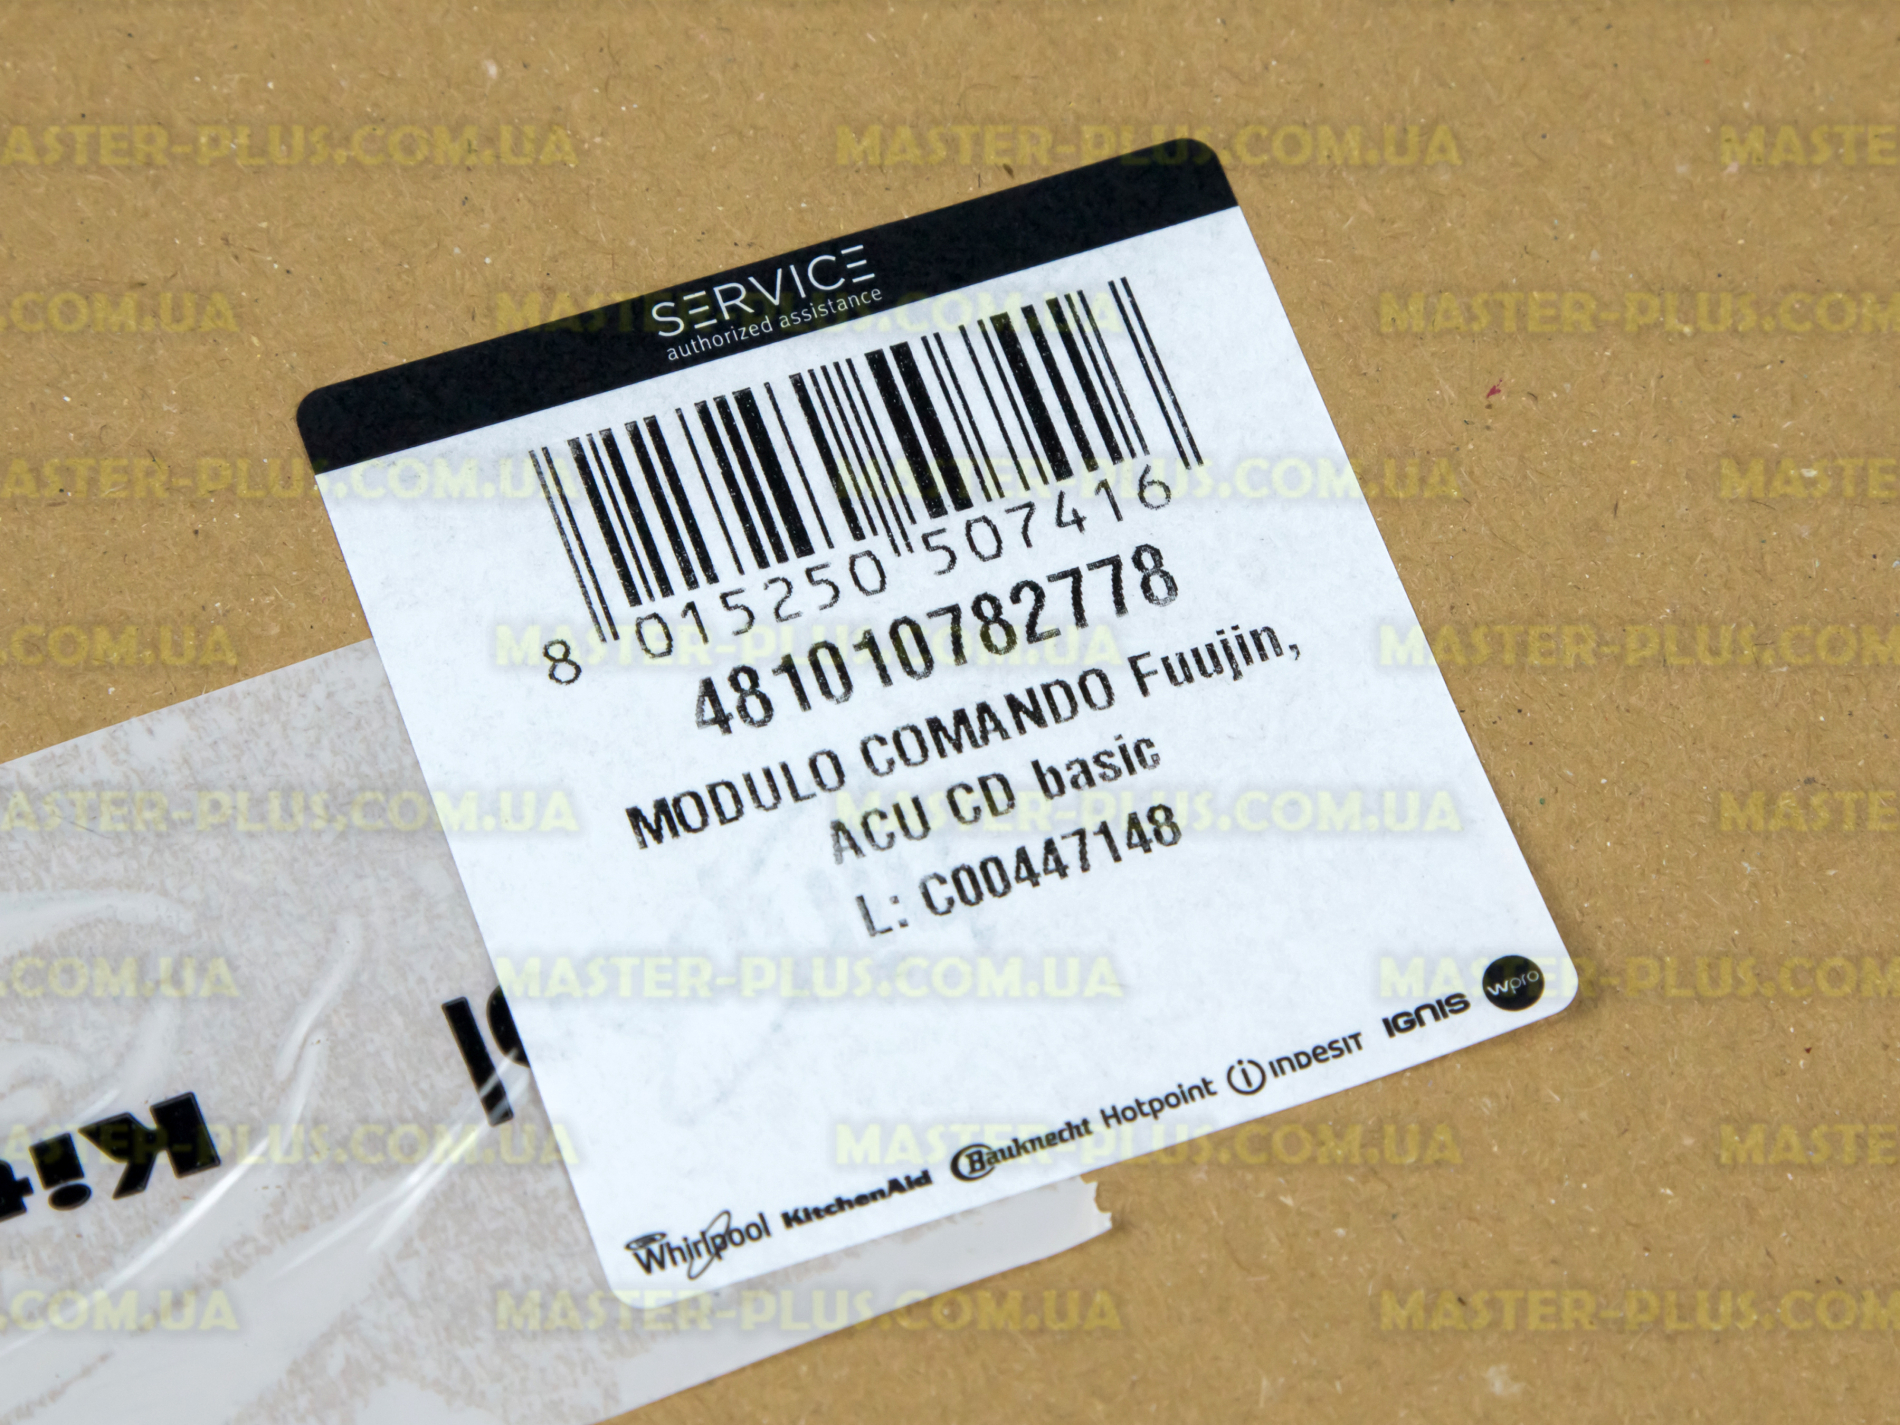 SERVICE
authorized assistance
8 015250 507416
481010782778
MODULO COMANDO Fuujin,
ACU CD basic
L: C00447148
Whirlpool KitchenAid Bauknecht Hotpoint indesit IGNIS wpro
Kit
MASTER-PLUS.COM.UA